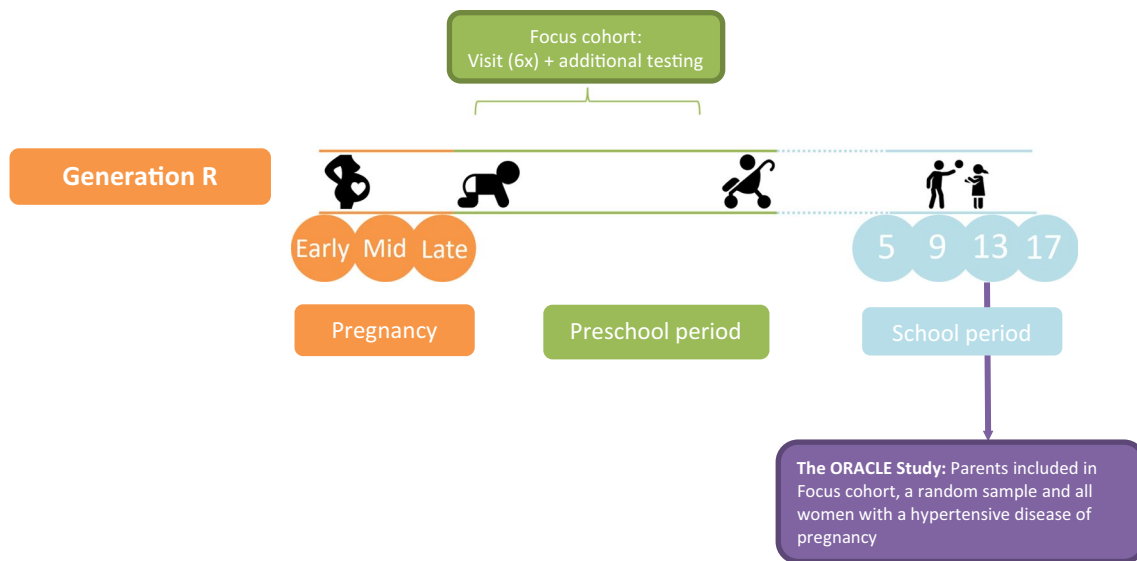 Focus cohort:
Visit (6x) + additional testing
Generation R
Early Mid Late
5 9 13 17
Pregnancy
Preschool period
School period
The ORACLE Study: Parents included in
Focus cohort, a random sample and all
women with a hypertensive disease of
pregnancy